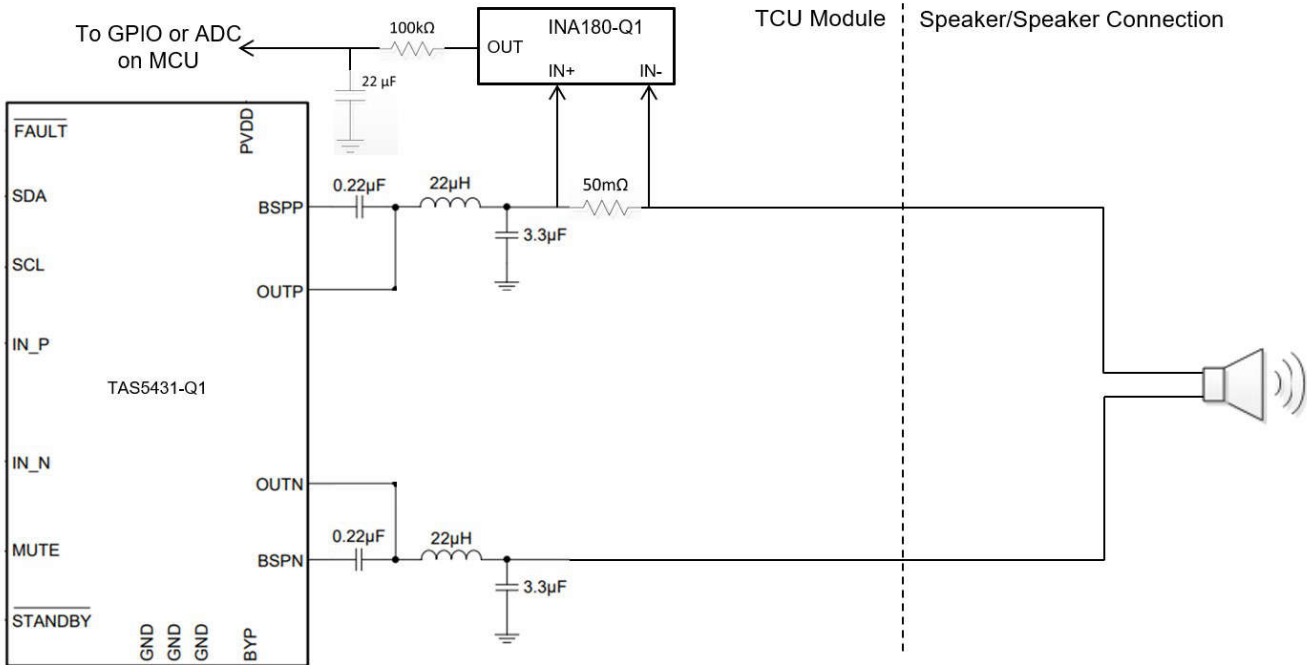 TCU Module
Speaker/Speaker Connection
To GPIO or ADC
on MCU
100kΩ
INA180-Q1
OUT
IN+
IN-
22 µF
FAULT
PVDD
SDA
0.22µF
22µH
50mΩ
BSPP
3.3µF
SCL
OUTP
IN_P
TAS5431-Q1
IN_N
OUTN
0.22µF
22µH
MUTE
BSPN
3.3µF
STANDBY
GND
GND
GND
BYP